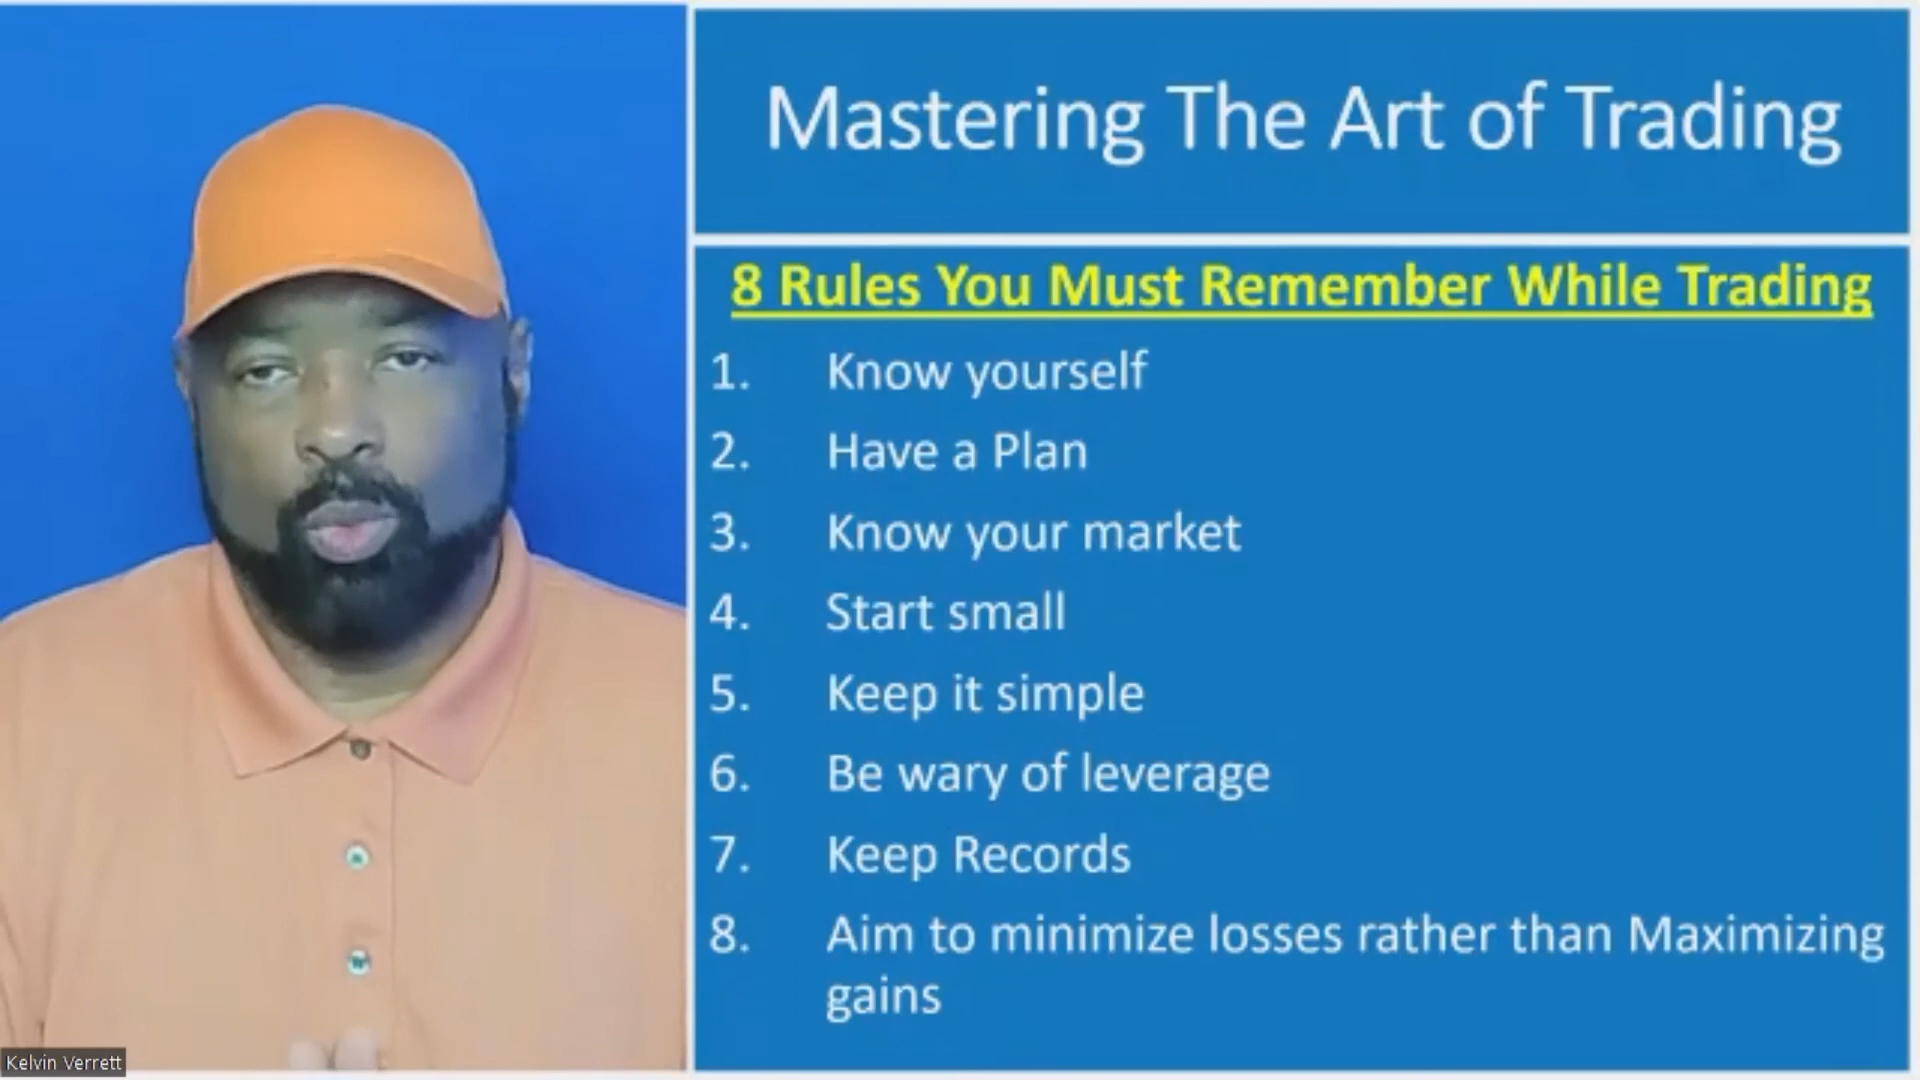 Mastering The Art of Trading
8 Rules You Must Remember While Trading
1. Know yourself
2. Have a Plan
3. Know your market
4. Start small
5. Keep it simple
6. Be wary of leverage
7. Keep Records
8. Aim to minimize losses rather than Maximizing
gains
Kelvin Verrett